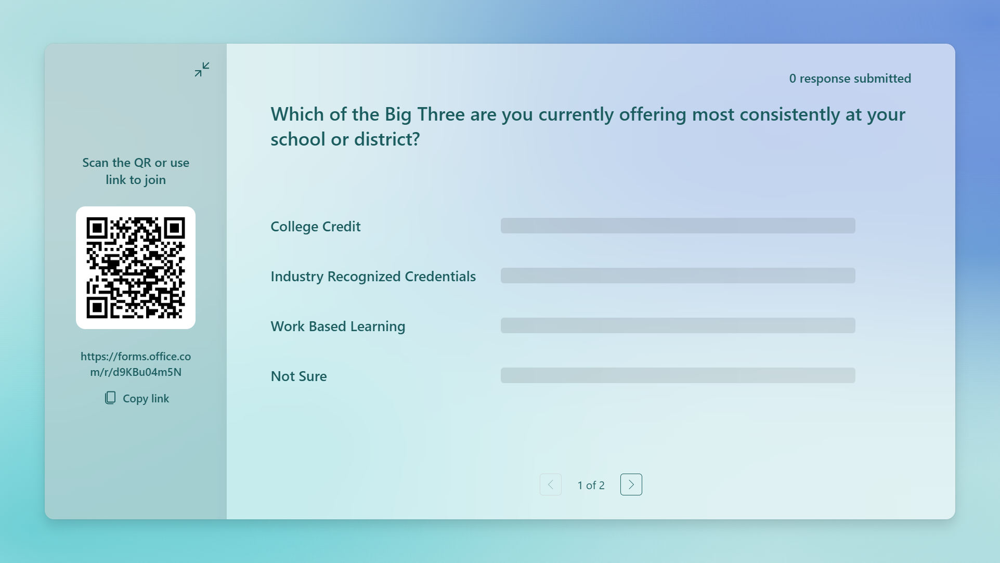 0 response submitted
Which of the Big Three are you currently offering most consistently at your
school or district?
Scan the QR or use
link to join
https://forms.office.co
m/r/d9KBu04m5N
Copy link
College Credit
Industry Recognized Credentials
Work Based Learning
Not Sure
1 of 2